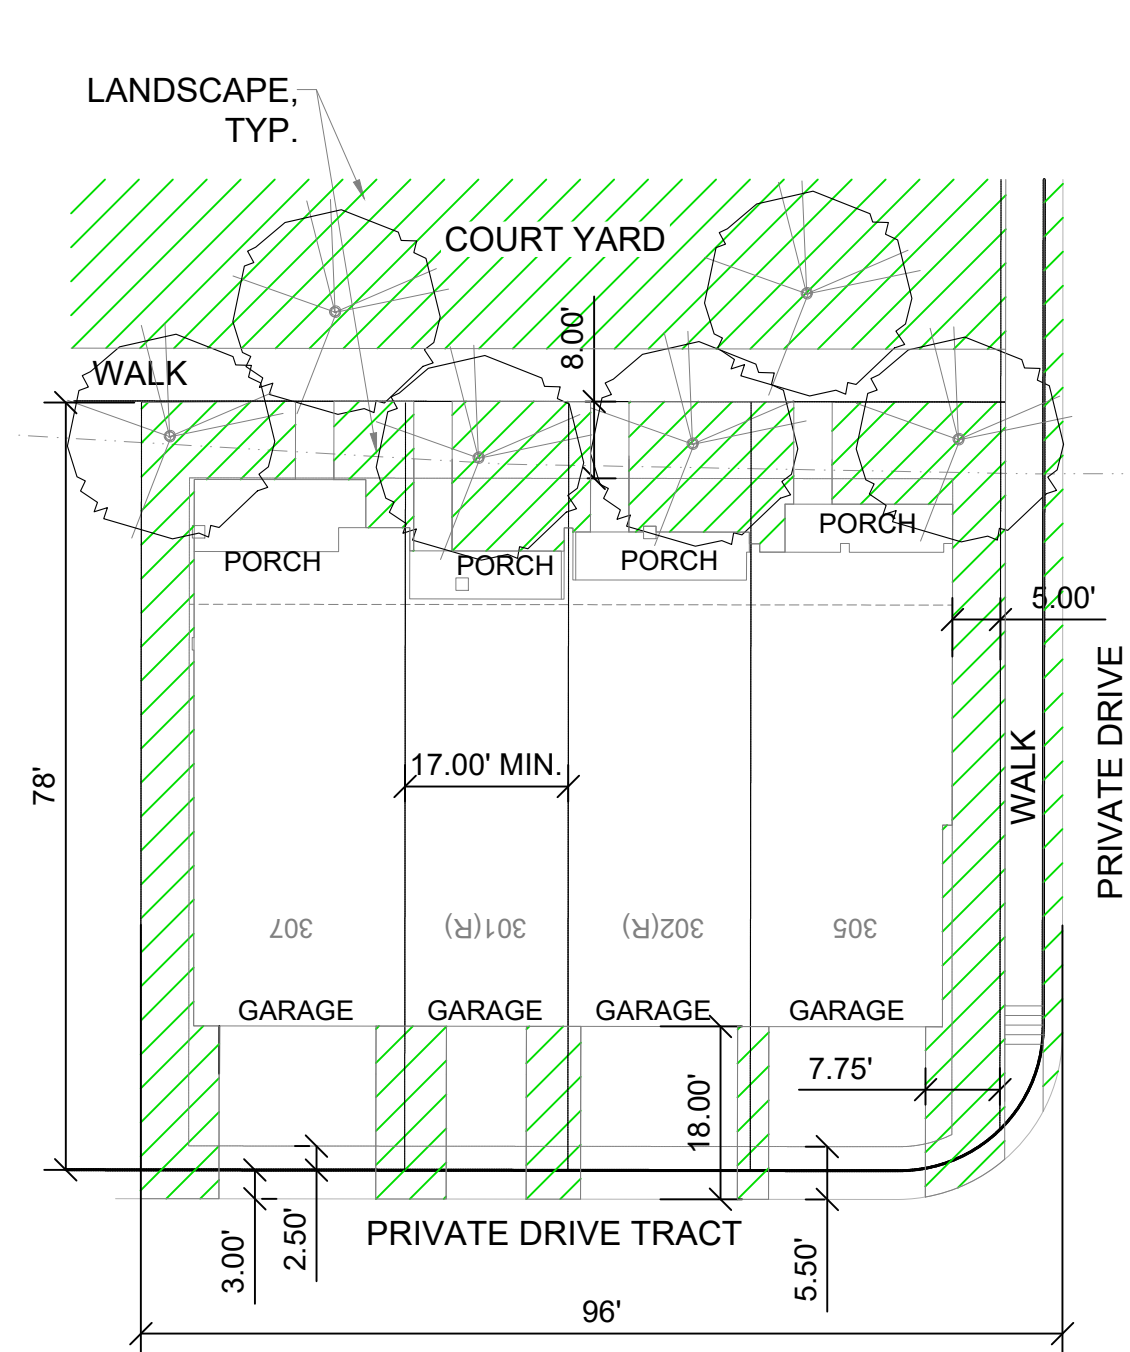 LANDSCAPE,
TYP.
COURT YARD
8.00'
WALK
PORCH
PORCH
PORCH
PORCH
5.00'
78'
17.00' MIN.
WALK
PRIVATE DRIVE
307
301(R)
302(R)
305
GARAGE
GARAGE
GARAGE
GARAGE
7.75'
18.00'
3.00'
2.50'
PRIVATE DRIVE TRACT
5.50'
96'